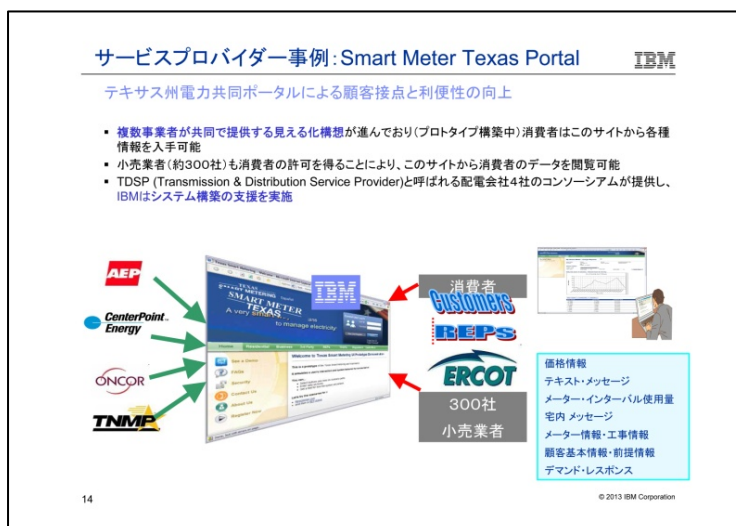 サービスプロバイダー事例：Smart Meter Texas Portal
IBM
テキサス州電力共同ポータルによる顧客接点と利便性の向上
▪ 複数事業者が共同で提供する見える化構想が進んでおり（プロトタイプ構築中）消費者はこのサイトから各種
情報を入手可能
▪ 小売業者（約300社）も消費者の許可を得ることにより、このサイトから消費者のデータを閲覧可能
▪ TDSP (Transmission & Distribution Service Provider)と呼ばれる配電会社4社のコンソーシアムが提供し、
IBMはシステム構築の支援を実施
AEP
CenterPoint
Energy
ONCOR
TNMP
TEXAS
SMART METERING
SMART METER
TEXAS
A very smart
to manage electricity
IBM
FAQs
Security
Contact Us
About Us
Register Here
消費者
Customers
REPs
ERCOT
300社
小売業者
価格情報
テキスト・メッセージ
メーター・インターバル使用量
宅内 メッセージ
メーター情報・工事情報
顧客基本情報・前提情報
デマンド・レスポンス
14
© 2013 IBM Corporation